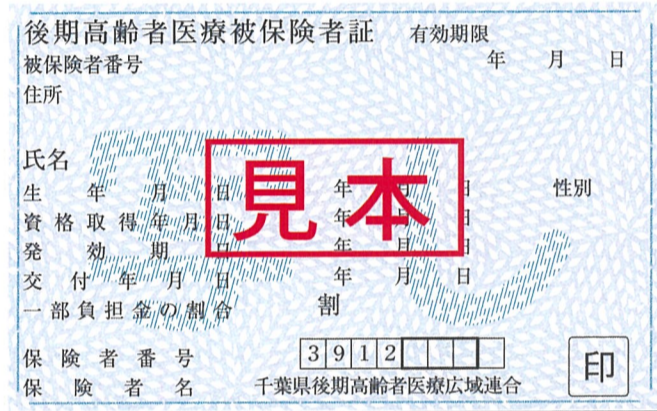 後期高齢者医療被保険者証 有効期限
被保険者番号 年 月 日
住所
氏名
見本
生年月日 年 月 日 性別
資格取得年月日 年 月 日
発効期日 年 月 日
交付年月日 年 月 日
一部負担金の割合 割
保険者番号 3912
保険者名 千葉県後期高齢者医療広域連合 印